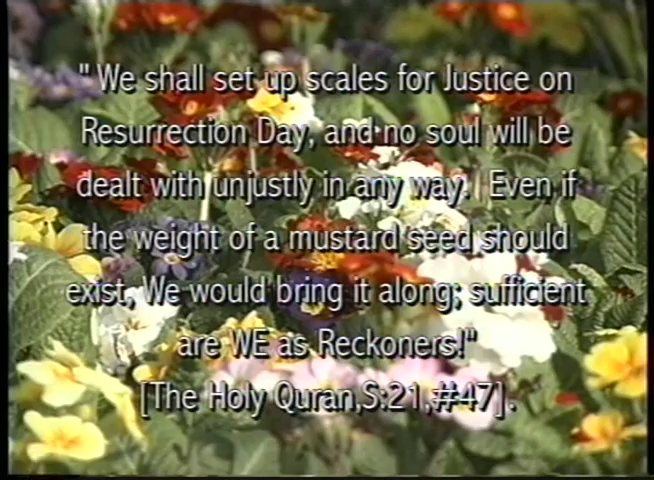 " We shall set up scales for Justice on
Resurrection Day, and no soul will be
dealt with unjustly in any way. Even if
the weight of a mustard seed should
exist, We would bring it along; sufficient
are WE as Reckoners!"
[The Holy Quran,S:21,#47].